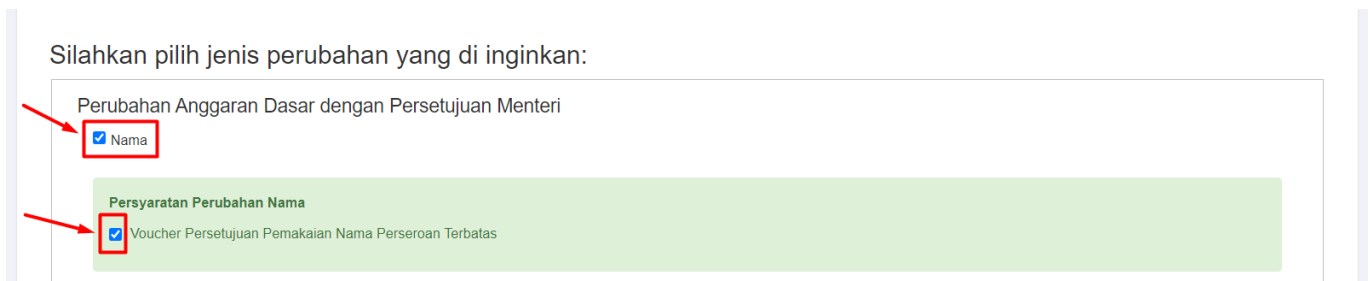 Silahkan pilih jenis perubahan yang di inginkan:
Perubahan Anggaran Dasar dengan Persetujuan Menteri
Nama
Persyaratan Perubahan Nama
Voucher Persetujuan Pemakaian Nama Perseroan Terbatas